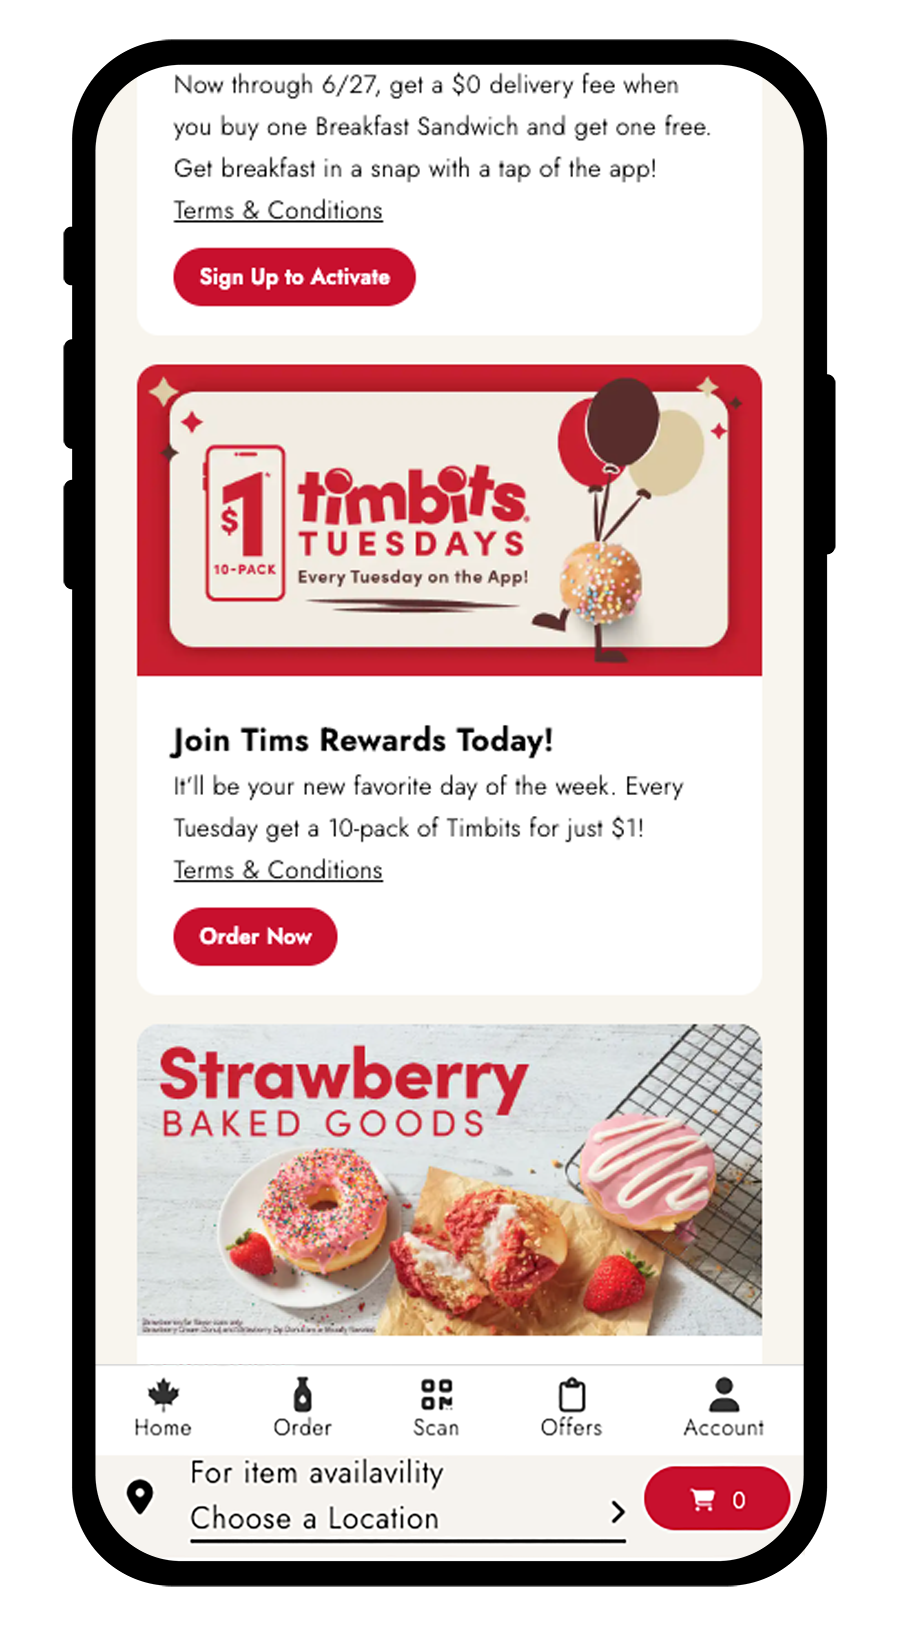 Now through 6/27, get a $0 delivery fee when
you buy one Breakfast Sandwich and get one free.
Get breakfast in a snap with a tap of the app!
Terms & Conditions
Sign Up to Activate
$1*
10-PACK
timbits®
TUESDAYS
Every Tuesday on the App!
Join Tims Rewards Today!
It'll be your new favorite day of the week. Every
Tuesday get a 10-pack of Timbits for just $1!
Terms & Conditions
Order Now
Strawberry
BAKED GOODS
Home
Order
Scan
Offers
Account
For item availavility
Choose a Location
0